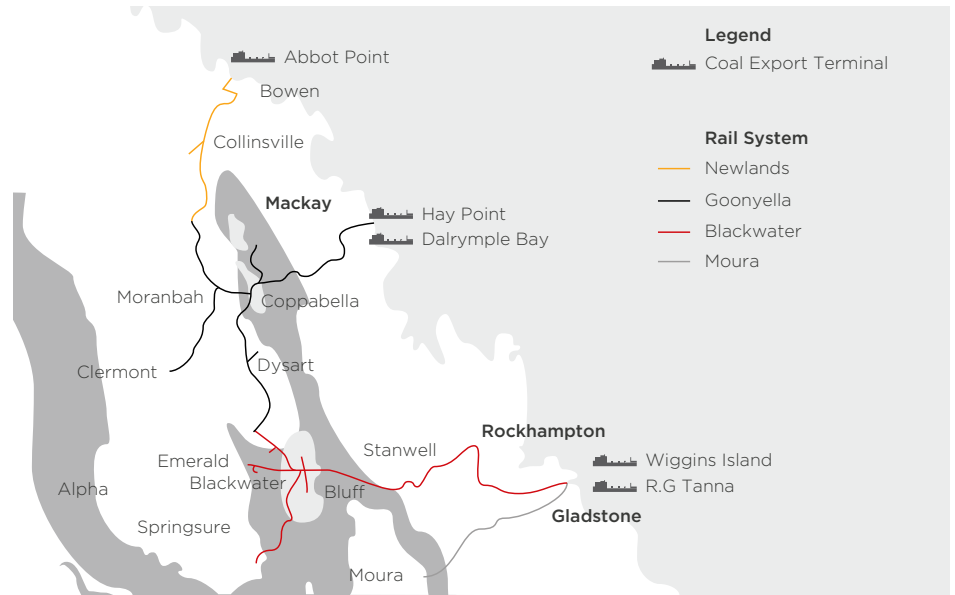 Abbot Point
Bowen
Collinsville
Mackay
Hay Point
Dalrymple Bay
Moranbah
Coppabella
Clermont
Dysart
Rockhampton
Stanwell
Emerald
Blackwater
Bluff
Wiggins Island
R.G Tanna
Alpha
Gladstone
Springsure
Moura
Legend
Coal Export Terminal
Rail System
Newlands
Goonyella
Blackwater
Moura